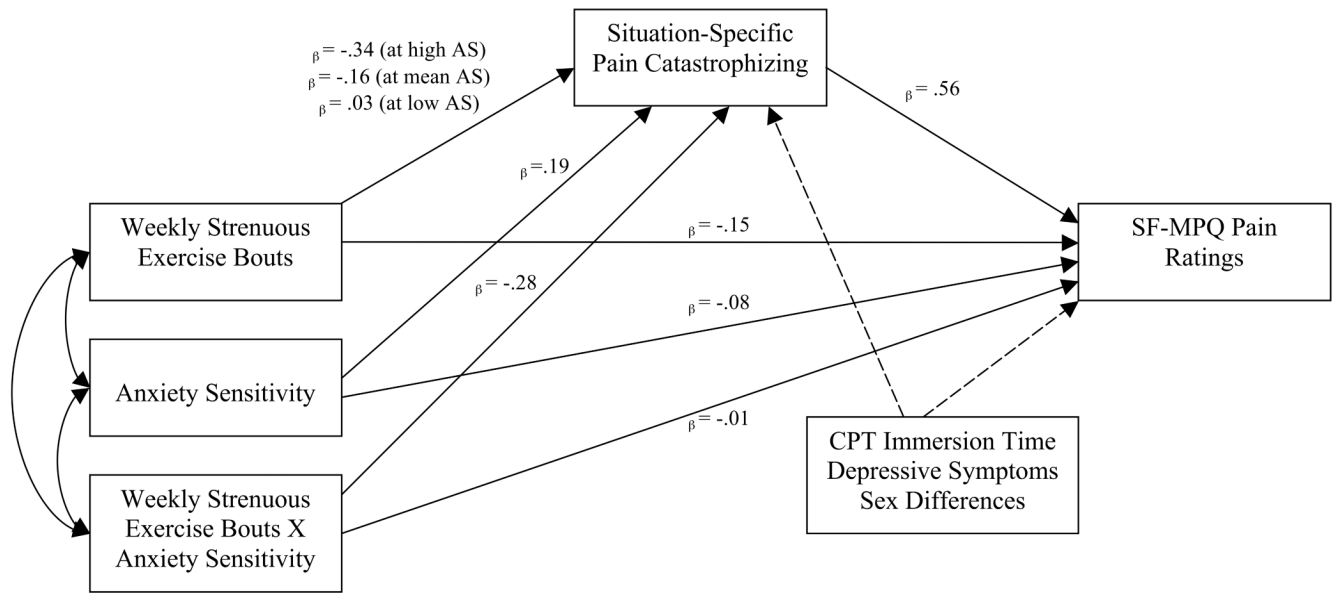 Situation-Specific
Pain Catastrophizing
β = -.34 (at high AS)
β = -.16 (at mean AS)
β = .03 (at low AS)
β = .56
β =.19
Weekly Strenuous
Exercise Bouts
β = -.15
SF-MPQ Pain
Ratings
β = -.28
β = -.08
Anxiety Sensitivity
β = -.01
CPT Immersion Time
Depressive Symptoms
Sex Differences
Weekly Strenuous
Exercise Bouts X
Anxiety Sensitivity